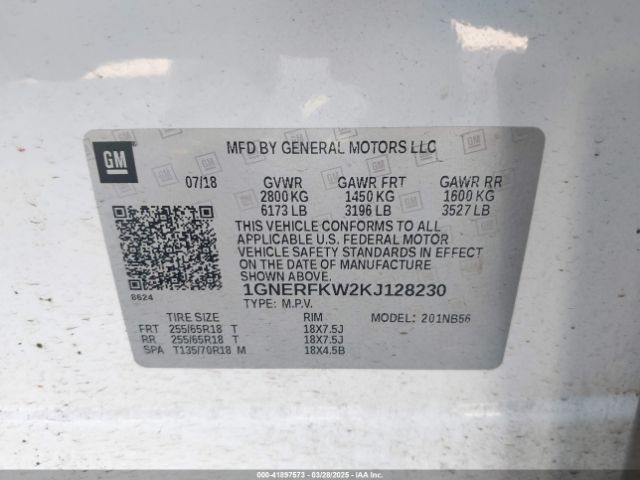 GM
MFD BY GENERAL MOTORS LLC
07/18 GVWR GAWR FRT GAWR RR
2800 KG 1450 KG 1600 KG
6173 LB 3196 LB 3527 LB
THIS VEHICLE CONFORMS TO ALL
APPLICABLE U.S. FEDERAL MOTOR
VEHICLE SAFETY STANDARDS IN EFFECT
ON THE DATE OF MANUFACTURE
SHOWN ABOVE.
1GNERFKW2KJ128230
8624
TYPE: M.P.V.
TIRE SIZE RIM MODEL: 201NB56
FRT 255/65R18 T 18X7.5J
RR 255/65R18 T 18X7.5J
SPA T135/70R18 M 18X4.5B
000-41897573 | 03/28/2025 - IAAI.COM